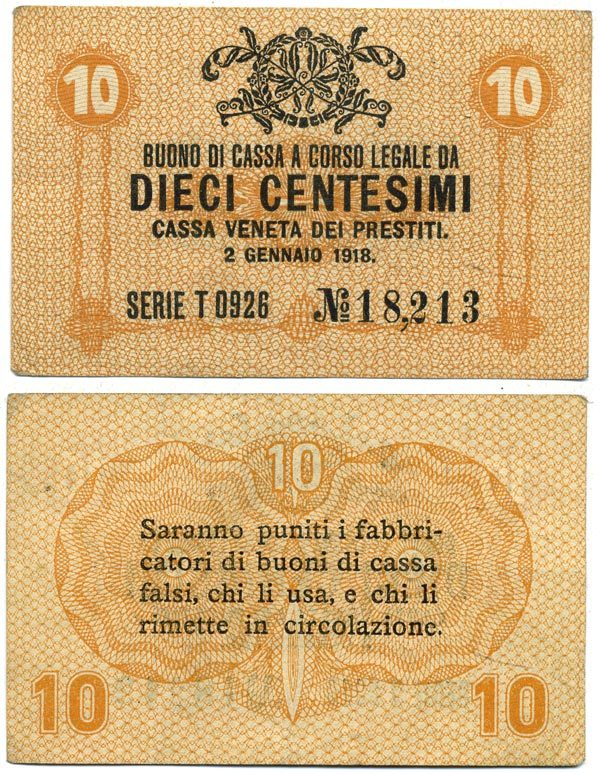 10 10
BUONO DI CASSA A CORSO LEGALE DA
DIECI CENTESIMI
CASSA VENETA DEI PRESTITI.
2 GENNAIO 1918.
SERIE T 0926 No 18,213
10
Saranno puniti i fabbri-
catori di buoni di cassa
falsi, chi li usa, e chi li
rimette in circolazione.
10 10